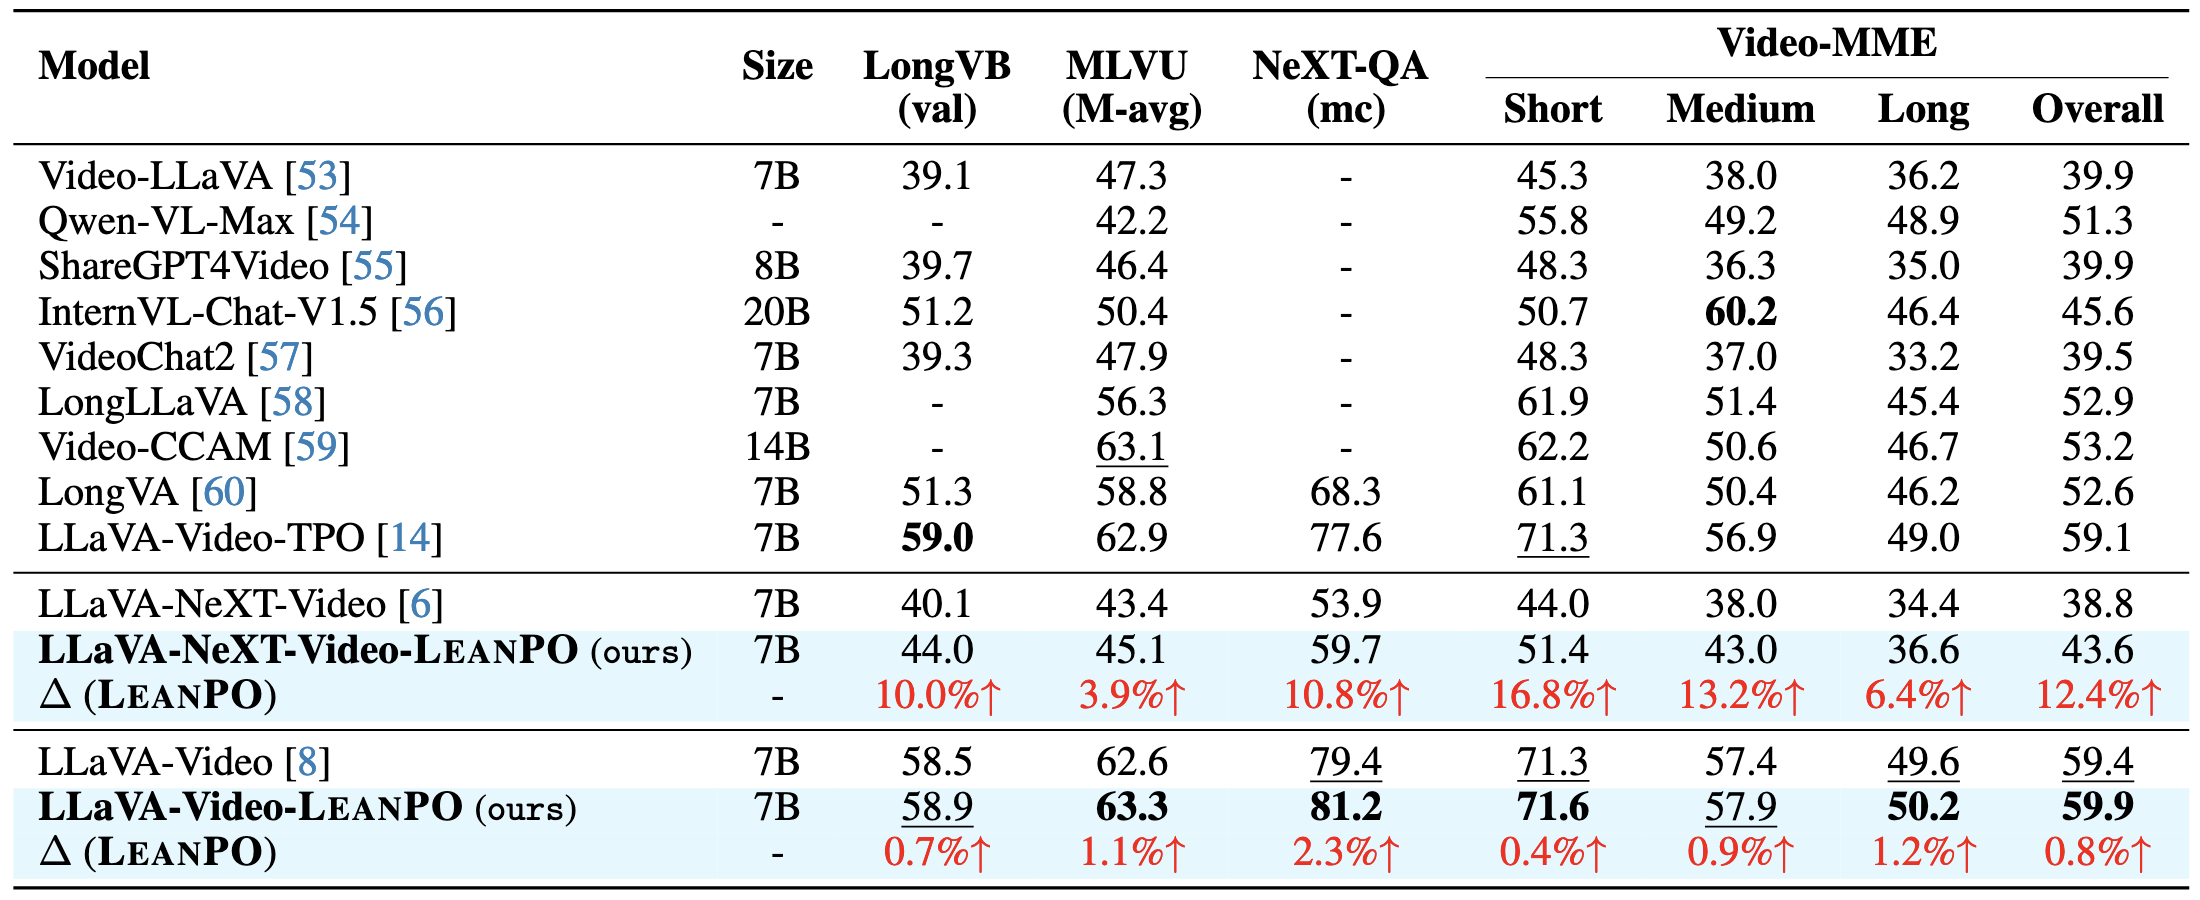 Model Size LongVB MLVU NeXT-QA Video-MME
(val) (M-avg) (mc) Short Medium Long Overall
Video-LLaVA [53] 7B 39.1 47.3 - 45.3 38.0 36.2 39.9
Qwen-VL-Max [54] - - 42.2 - 55.8 49.2 48.9 51.3
ShareGPT4Video [55] 8B 39.7 46.4 - 48.3 36.3 35.0 39.9
InternVL-Chat-V1.5 [56] 20B 51.2 50.4 - 50.7 60.2 46.4 45.6
VideoChat2 [57] 7B 39.3 47.9 - 48.3 37.0 33.2 39.5
LongLLaVA [58] 7B - 56.3 - 61.9 51.4 45.4 52.9
Video-CCAM [59] 14B - 63.1 - 62.2 50.6 46.7 53.2
LongVA [60] 7B 51.3 58.8 68.3 61.1 50.4 46.2 52.6
LLaVA-Video-TPO [14] 7B 59.0 62.9 77.6 71.3 56.9 49.0 59.1
LLaVA-NeXT-Video [6] 7B 40.1 43.4 53.9 44.0 38.0 34.4 38.8
LLaVA-NeXT-Video-LEANPO (ours) 7B 44.0 45.1 59.7 51.4 43.0 36.6 43.6
Δ (LEANPO) - 10.0%↑ 3.9%↑ 10.8%↑ 16.8%↑ 13.2%↑ 6.4%↑ 12.4%↑
LLaVA-Video [8] 7B 58.5 62.6 79.4 71.3 57.4 49.6 59.4
LLaVA-Video-LEANPO (ours) 7B 58.9 63.3 81.2 71.6 57.9 50.2 59.9
Δ (LEANPO) - 0.7%↑ 1.1%↑ 2.3%↑ 0.4%↑ 0.9%↑ 1.2%↑ 0.8%↑